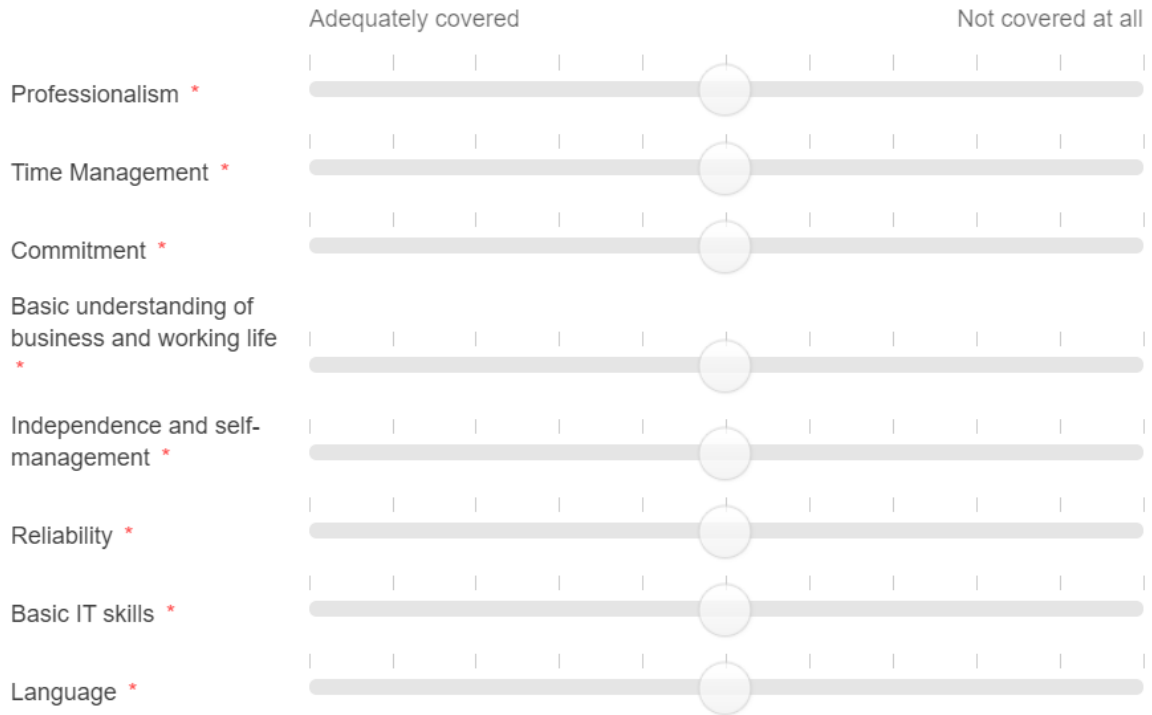 Adequately covered Not covered at all
Professionalism *
Time Management *
Commitment *
Basic understanding of
business and working life
*
Independence and self-
management *
Reliability *
Basic IT skills *
Language *